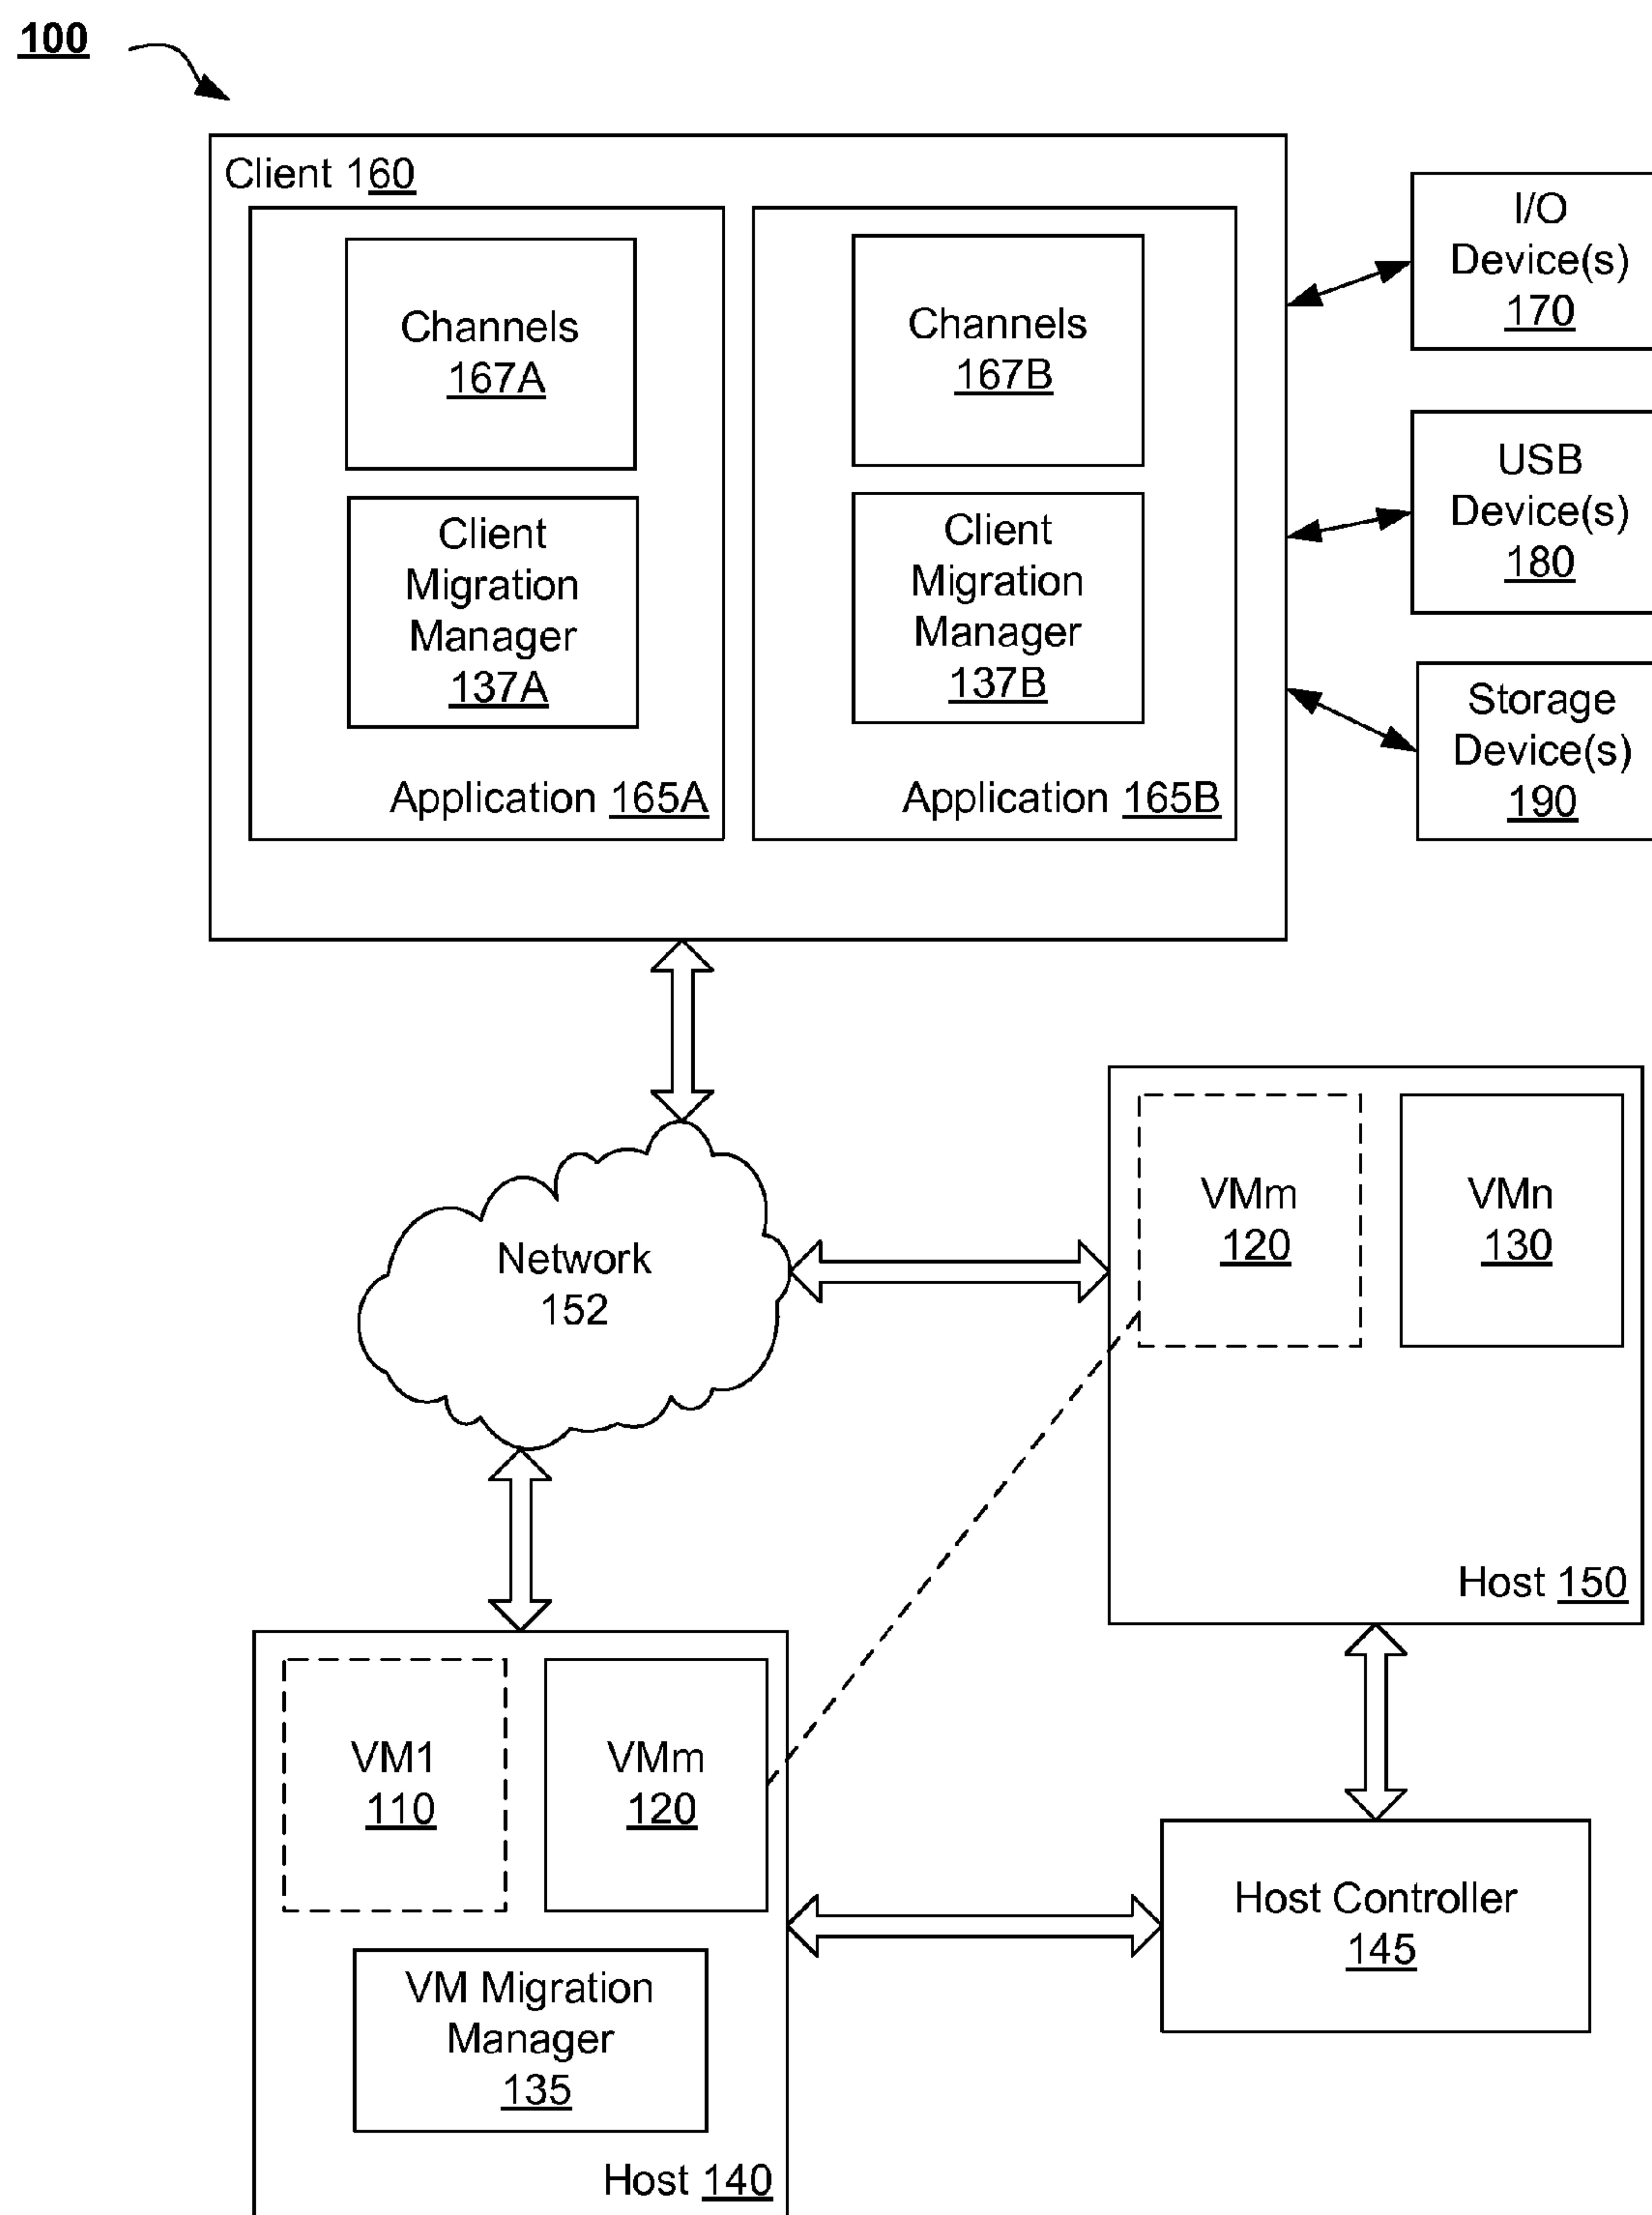 100
Client 160
Channels
167A
Client
Migration
Manager
137A
Application 165A
Channels
167B
Client
Migration
Manager
137B
Application 165B
I/O
Device(s)
170
USB
Device(s)
180
Storage
Device(s)
190
Network
152
VMm
120
VMn
130
Host 150
VM1
110
VMm
120
VM Migration
Manager
135
Host 140
Host Controller
145